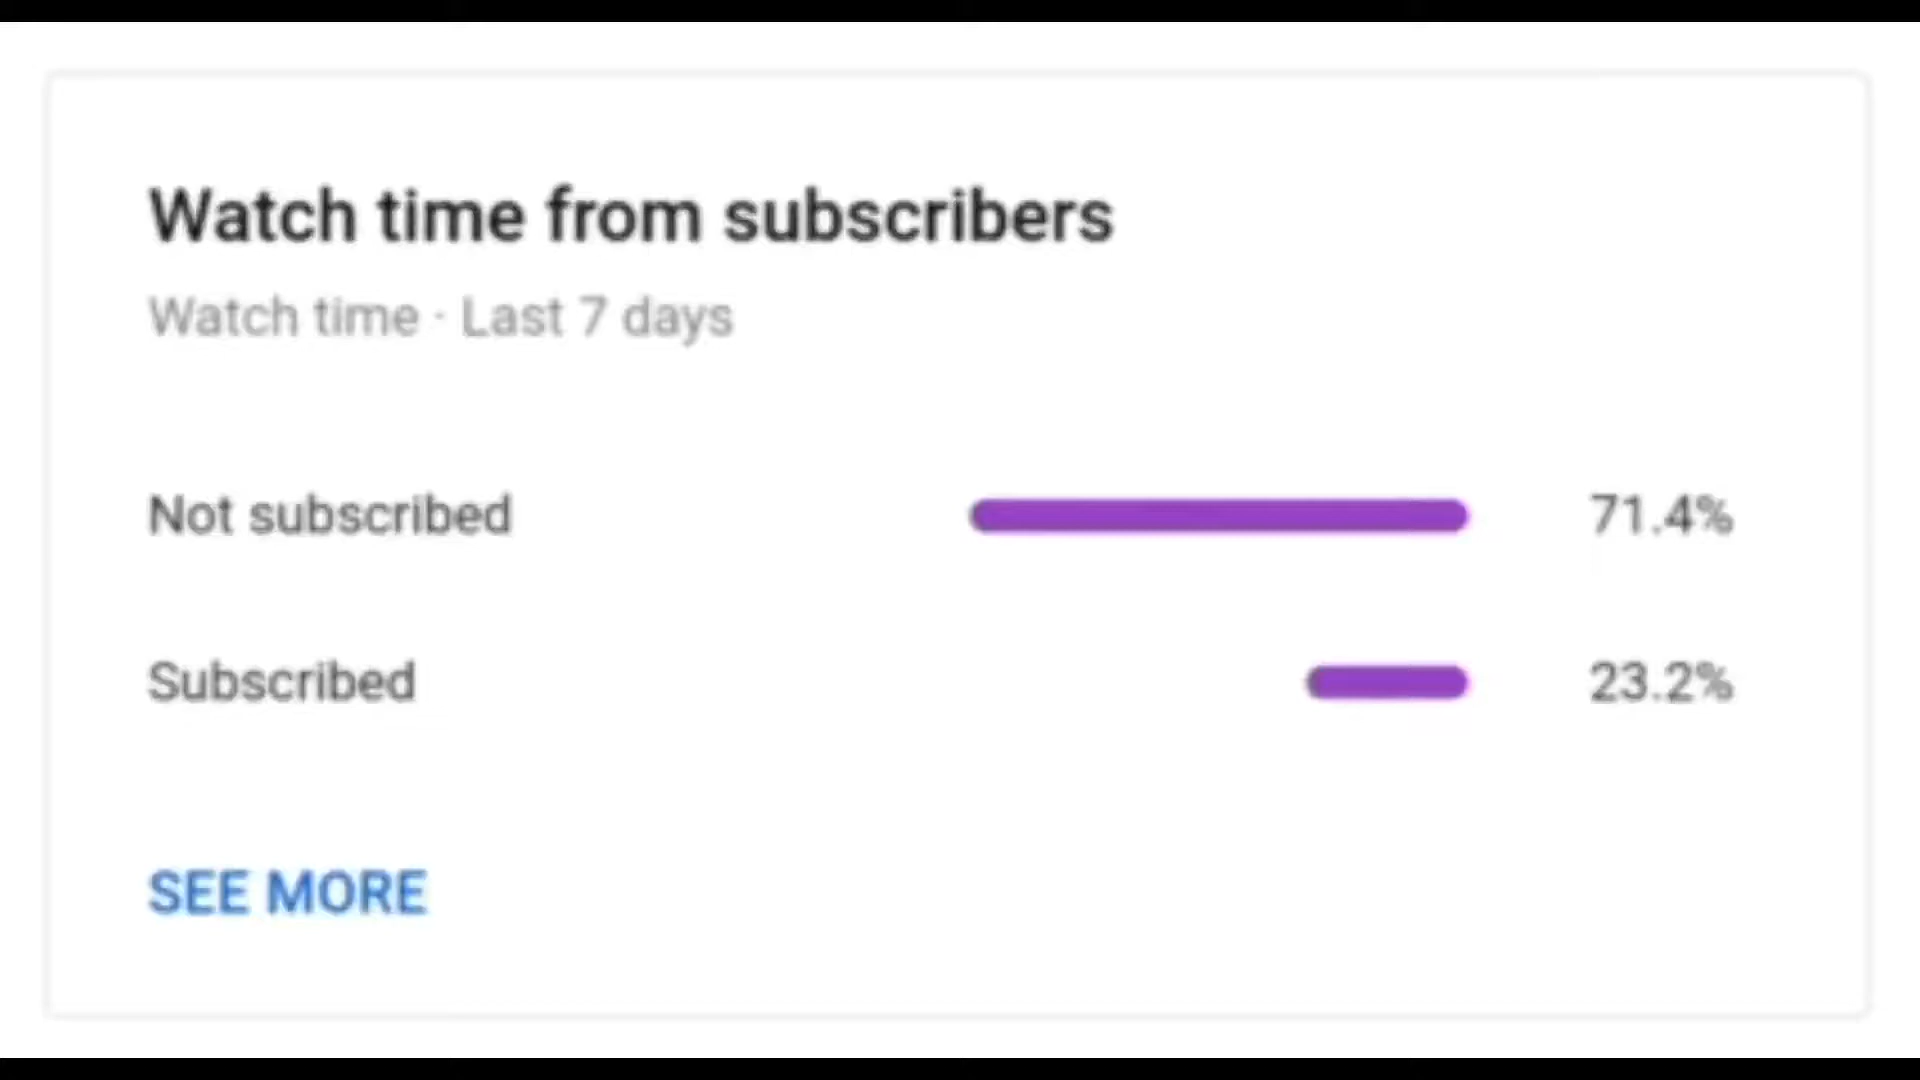 Watch time from subscribers
Watch time · Last 7 days
Not subscribed 71.4%
Subscribed 23.2%
SEE MORE